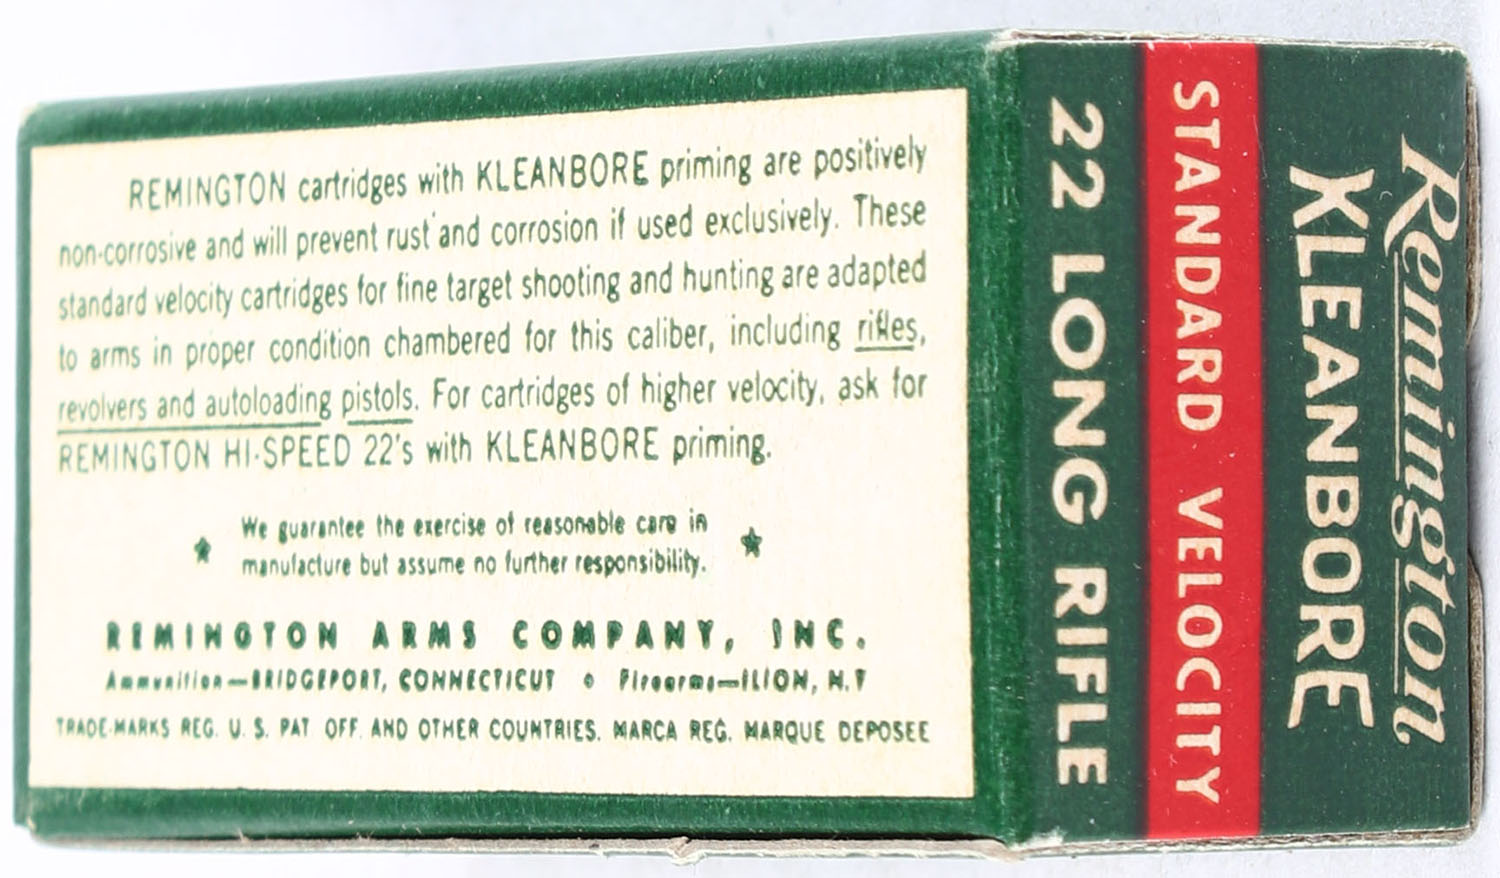 REMINGTON cartridges with KLEANBORE priming are positively
non-corrosive and will prevent rust and corrosion if used exclusively. These
standard velocity cartridges for fine target shooting and hunting are adapted
to arms in proper condition chambered for this caliber, including rifles,
revolvers and autoloading pistols. For cartridges of higher velocity, ask for
REMINGTON HI-SPEED 22's with KLEANBORE priming.
We guarantee the exercise of reasonable care in
manufacture but assume no further responsibility.
REMINGTON ARMS COMPANY, INC.
Ammunition—BRIDGEPORT, CONNECTICUT • Firearms—ILION, N.Y
TRADE-MARKS REG. U. S. PAT OFF. AND OTHER COUNTRIES. MARCA REG. MARQUE DEPOSEE
Remington
KLEANBORE
STANDARD VELOCITY
22 LONG RIFLE